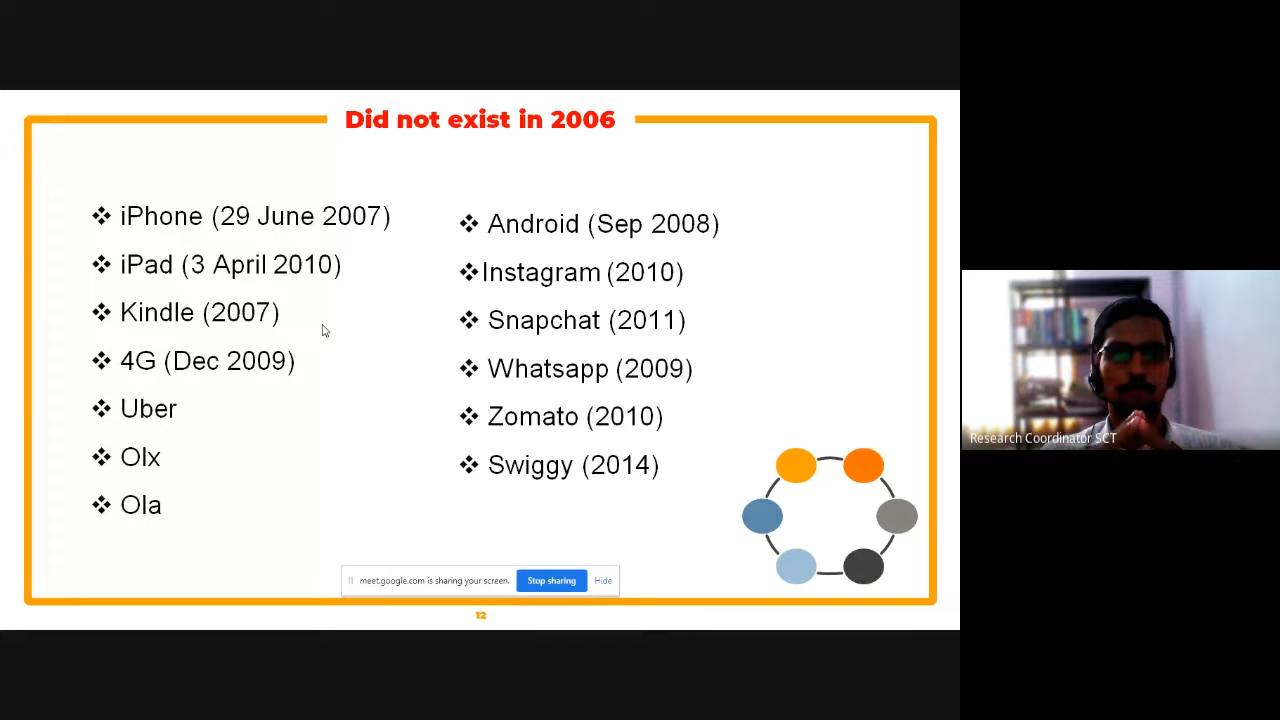 Did not exist in 2006
❖ iPhone (29 June 2007)
❖ iPad (3 April 2010)
❖ Kindle (2007)
❖ 4G (Dec 2009)
❖ Uber
❖ Olx
❖ Ola
❖ Android (Sep 2008)
❖Instagram (2010)
❖ Snapchat (2011)
❖ Whatsapp (2009)
❖ Zomato (2010)
❖ Swiggy (2014)
meet.google.com is sharing your screen. Stop sharing Hide
12
Research Coordinator SCT